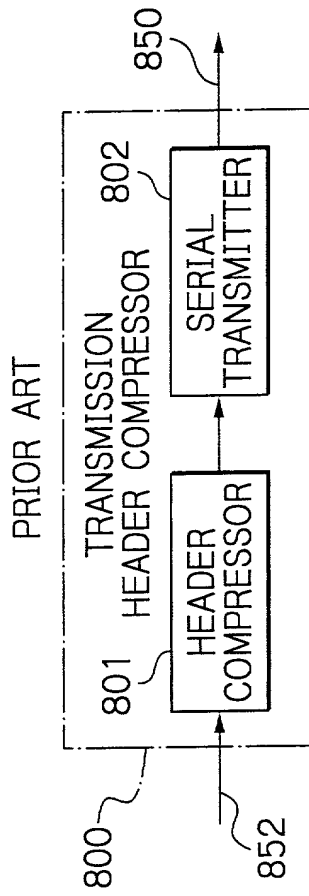 PRIOR ART
800
TRANSMISSION
HEADER COMPRESSOR
801
HEADER
COMPRESSOR
802
SERIAL
TRANSMITTER
850
852